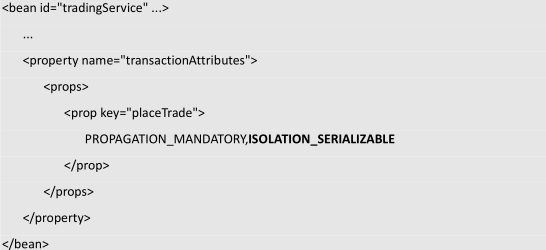 <bean id="tradingService" ...>
...
<property name="transactionAttributes">
<props>
<prop key="placeTrade">
PROPAGATION_MANDATORY,ISOLATION_SERIALIZABLE
</prop>
</props>
</property>
</bean>